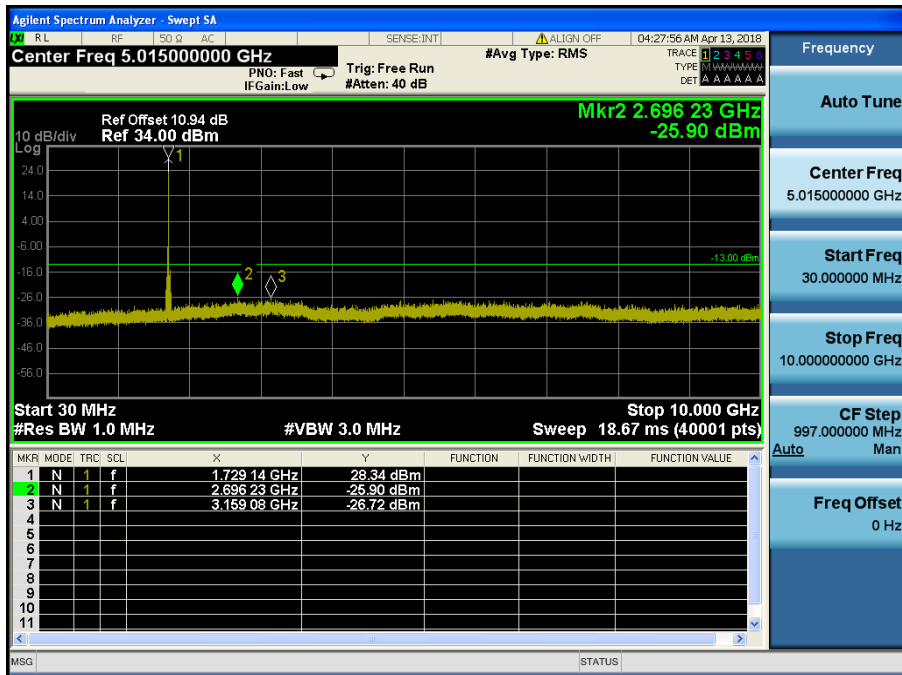 Agilent Spectrum Analyzer - Swept SA
LXI RL RF 50 Ω AC SENSE:INT ALIGN OFF 04:27:56 AM Apr 13, 2018
Center Freq 5.015000000 GHz
#Avg Type: RMS
TRACE 1 2 3 4 5 6
PNO: Fast Trig: Free Run
TYPE M WWWWW
IFGain:Low #Atten: 40 dB
DET A A A A A A
Mkr2 2.696 23 GHz
-25.90 dBm
Ref Offset 10.94 dB
10 dB/div Ref 34.00 dBm
Log
1
24.0
14.0
4.00
-6.00
-13.00 dBm
-16.0
2 3
-26.0
-36.0
-46.0
-56.0
Start 30 MHz Stop 10.000 GHz
#Res BW 1.0 MHz #VBW 3.0 MHz Sweep 18.67 ms (40001 pts)
MKR MODE TRC SCL X Y FUNCTION FUNCTION WIDTH FUNCTION VALUE
1 N 1 f 1.729 14 GHz 28.34 dBm
2 N 1 f 2.696 23 GHz -25.90 dBm
3 N 1 f 3.159 08 GHz -26.72 dBm
4
5
6
7
8
9
10
11
MSG STATUS
Frequency
Auto Tune
Center Freq
5.015000000 GHz
Start Freq
30.000000 MHz
Stop Freq
10.000000000 GHz
CF Step
997.000000 MHz
Auto Man
Freq Offset
0 Hz